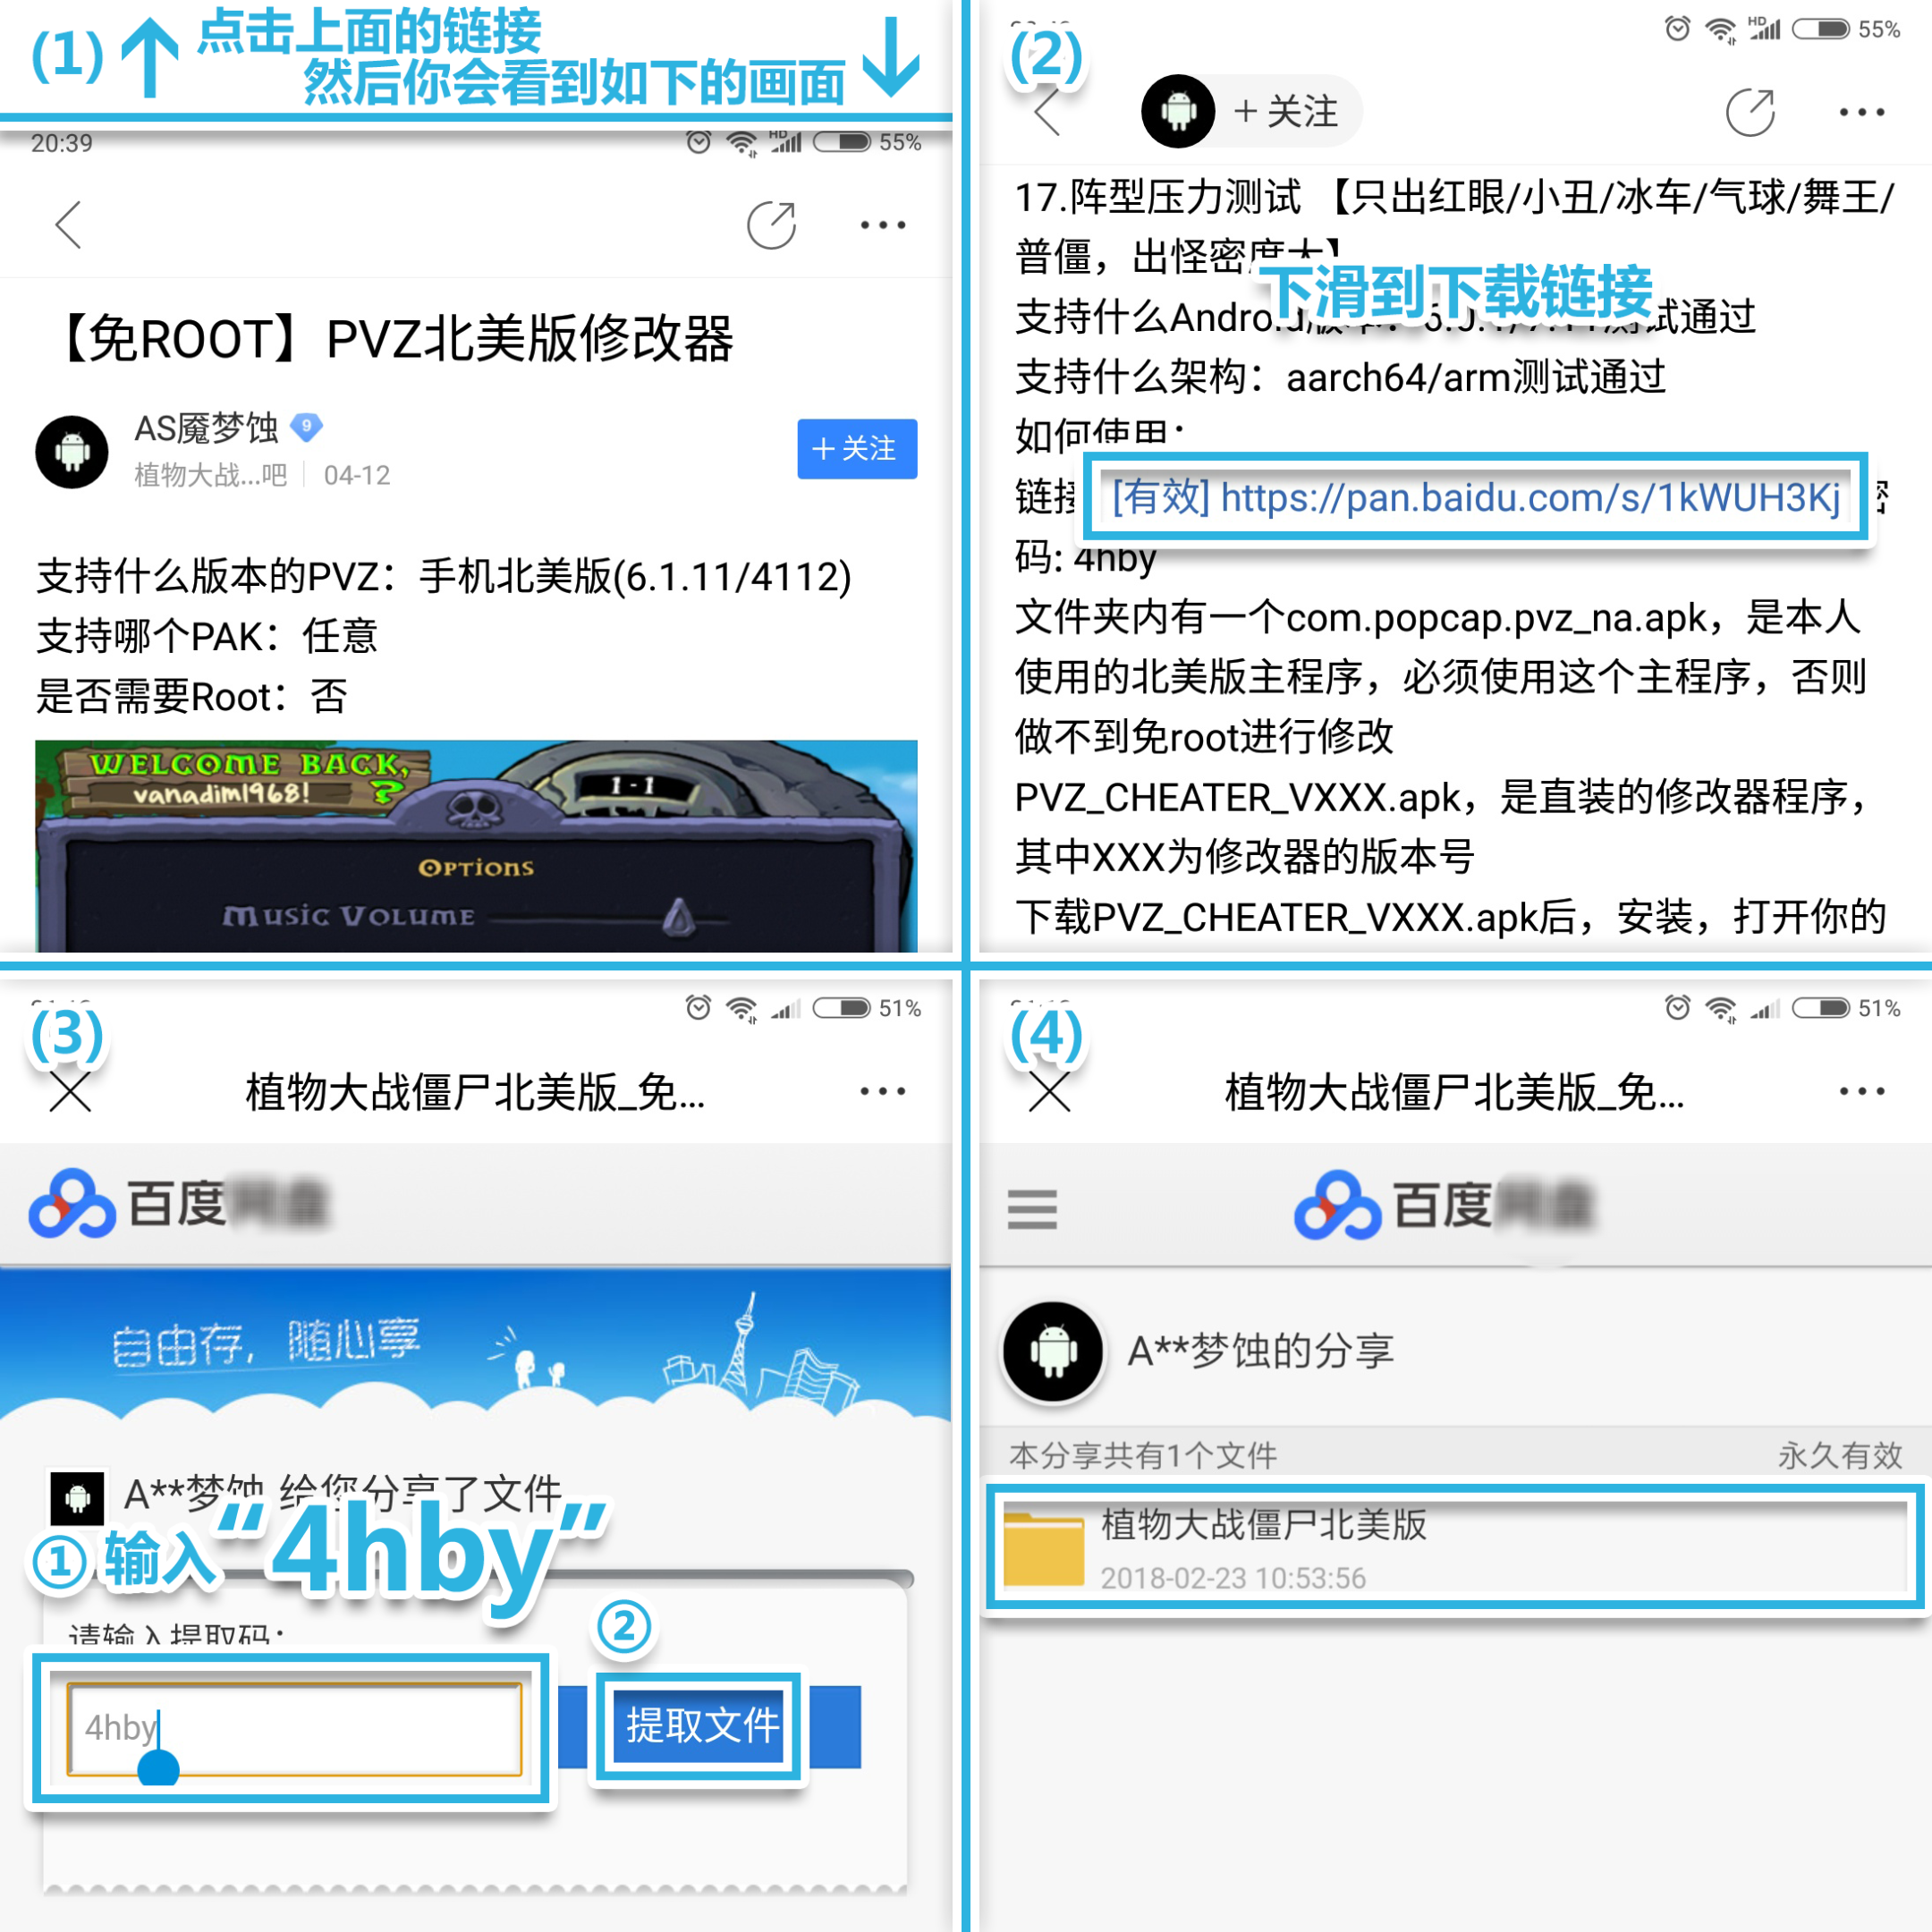 (1) ↑ 点击上面的链接
然后你会看到如下的画面 ↓
20:39
HD
55%
【免ROOT】PVZ北美版修改器
AS魇梦蚀 9
+ 关注
植物大战...吧 | 04-12
支持什么版本的PVZ：手机北美版(6.1.11/4112)
支持哪个PAK：任意
是否需要Root：否
WELCOME BACK,
vanadim1968!
?
1-1
OPTIONS
MUSIC VOLUME
(2)
HD
55%
+ 关注
17.阵型压力测试 【只出红眼/小丑/冰车/气球/舞王/
普僵，出怪密度大】
下滑到下载链接
支持什么Android版本：
测试通过
支持什么架构：aarch64/arm测试通过
如何使用：
链接 [有效] https://pan.baidu.com/s/1kWUH3Kj 密
码: 4hby
文件夹内有一个com.popcap.pvz_na.apk，是本人
使用的北美版主程序，必须使用这个主程序，否则
做不到免root进行修改
PVZ_CHEATER_VXXX.apk，是直装的修改器程序，
其中XXX为修改器的版本号
下载PVZ_CHEATER_VXXX.apk后，安装，打开你的
(3)
51%
植物大战僵尸北美版_免...
百度
自由存，随心享
A**梦蚀 给您分享了文件
① 输入“4hby”
请输入提取码：
②
4hby
提取文件
(4)
51%
植物大战僵尸北美版_免...
百度
A**梦蚀的分享
本分享共有1个文件
永久有效
植物大战僵尸北美版
2018-02-23 10:53:56